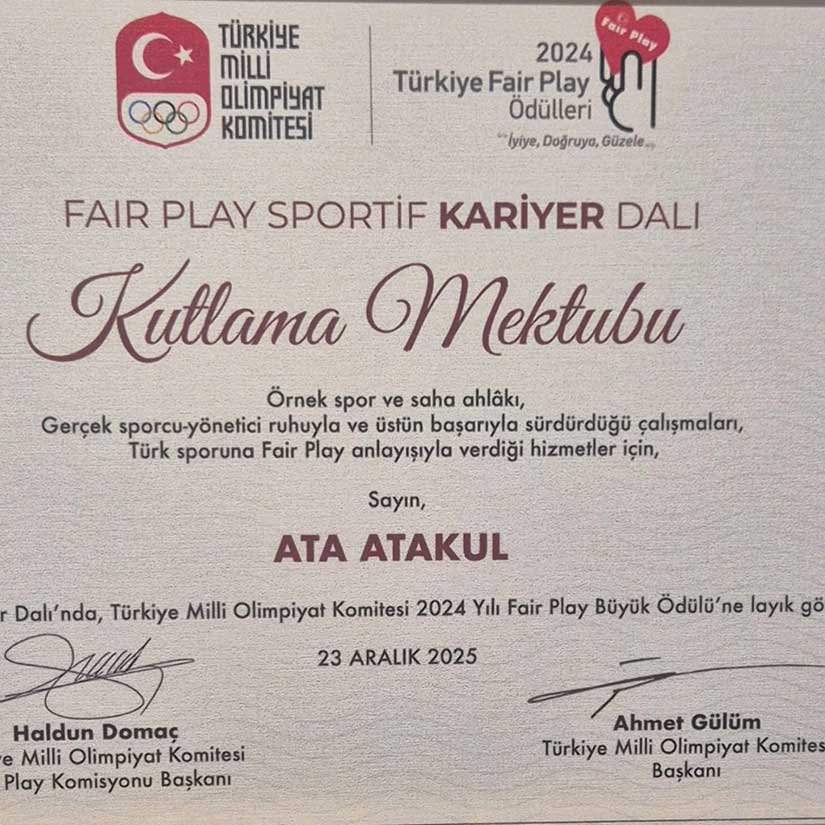 TÜRKİYE
MİLLİ
OLİMPİYAT
KOMİTESİ
Fair Play
2024
Türkiye Fair Play
Ödülleri
"İyiye, Doğruya, Güzele..."
FAIR PLAY SPORTİF KARİYER DALI
Kutlama Mektubu
Örnek spor ve saha ahlâkı,
Gerçek sporcu-yönetici ruhuyla ve üstün başarıyla sürdürdüğü çalışmaları,
Türk sporuna Fair Play anlayışıyla verdiği hizmetler için,
Sayın,
ATA ATAKUL
r Dalı'nda, Türkiye Milli Olimpiyat Komitesi 2024 Yılı Fair Play Büyük Ödülü'ne layık gö
23 ARALIK 2025
Haldun Domaç
e Milli Olimpiyat Komitesi
Play Komisyonu Başkanı
Ahmet Gülüm
Türkiye Milli Olimpiyat Komites
Başkanı